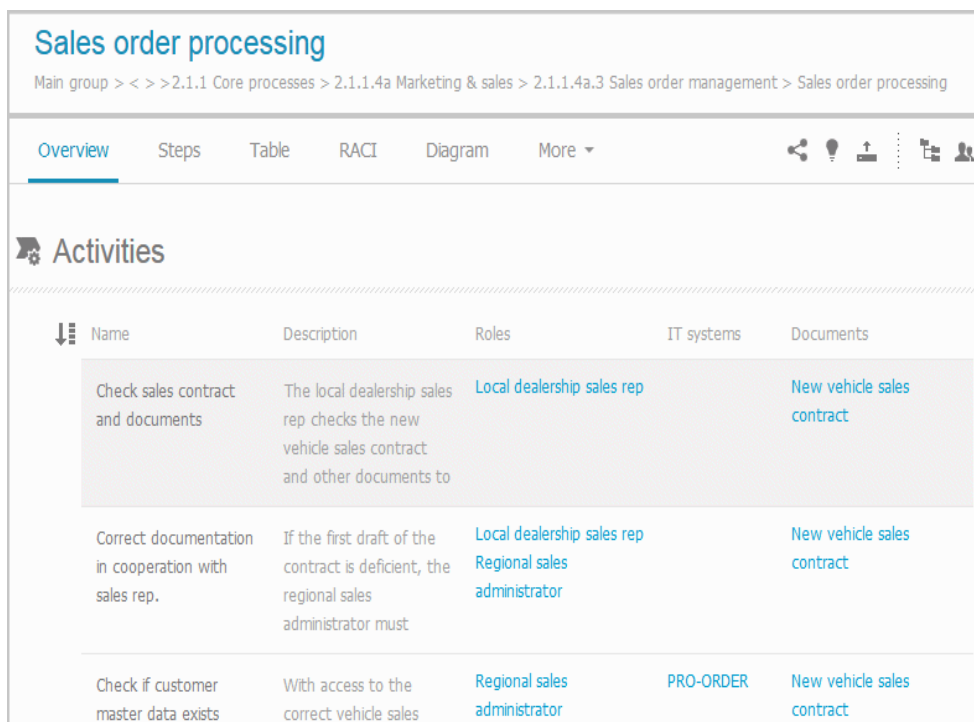 Sales order processing
Main group > < > >2.1.1 Core processes > 2.1.1.4a Marketing & sales > 2.1.1.4a.3 Sales order management > Sales order processing
Overview Steps Table RACI Diagram More
Activities
Name Description Roles IT systems Documents
Check sales contract
and documents
The local dealership sales
rep checks the new
vehicle sales contract
and other documents to
Local dealership sales rep
New vehicle sales
contract
Correct documentation
in cooperation with
sales rep.
If the first draft of the
contract is deficient, the
regional sales
administrator must
Local dealership sales rep
Regional sales
administrator
New vehicle sales
contract
Check if customer
master data exists
With access to the
correct vehicle sales
Regional sales
administrator
PRO-ORDER
New vehicle sales
contract